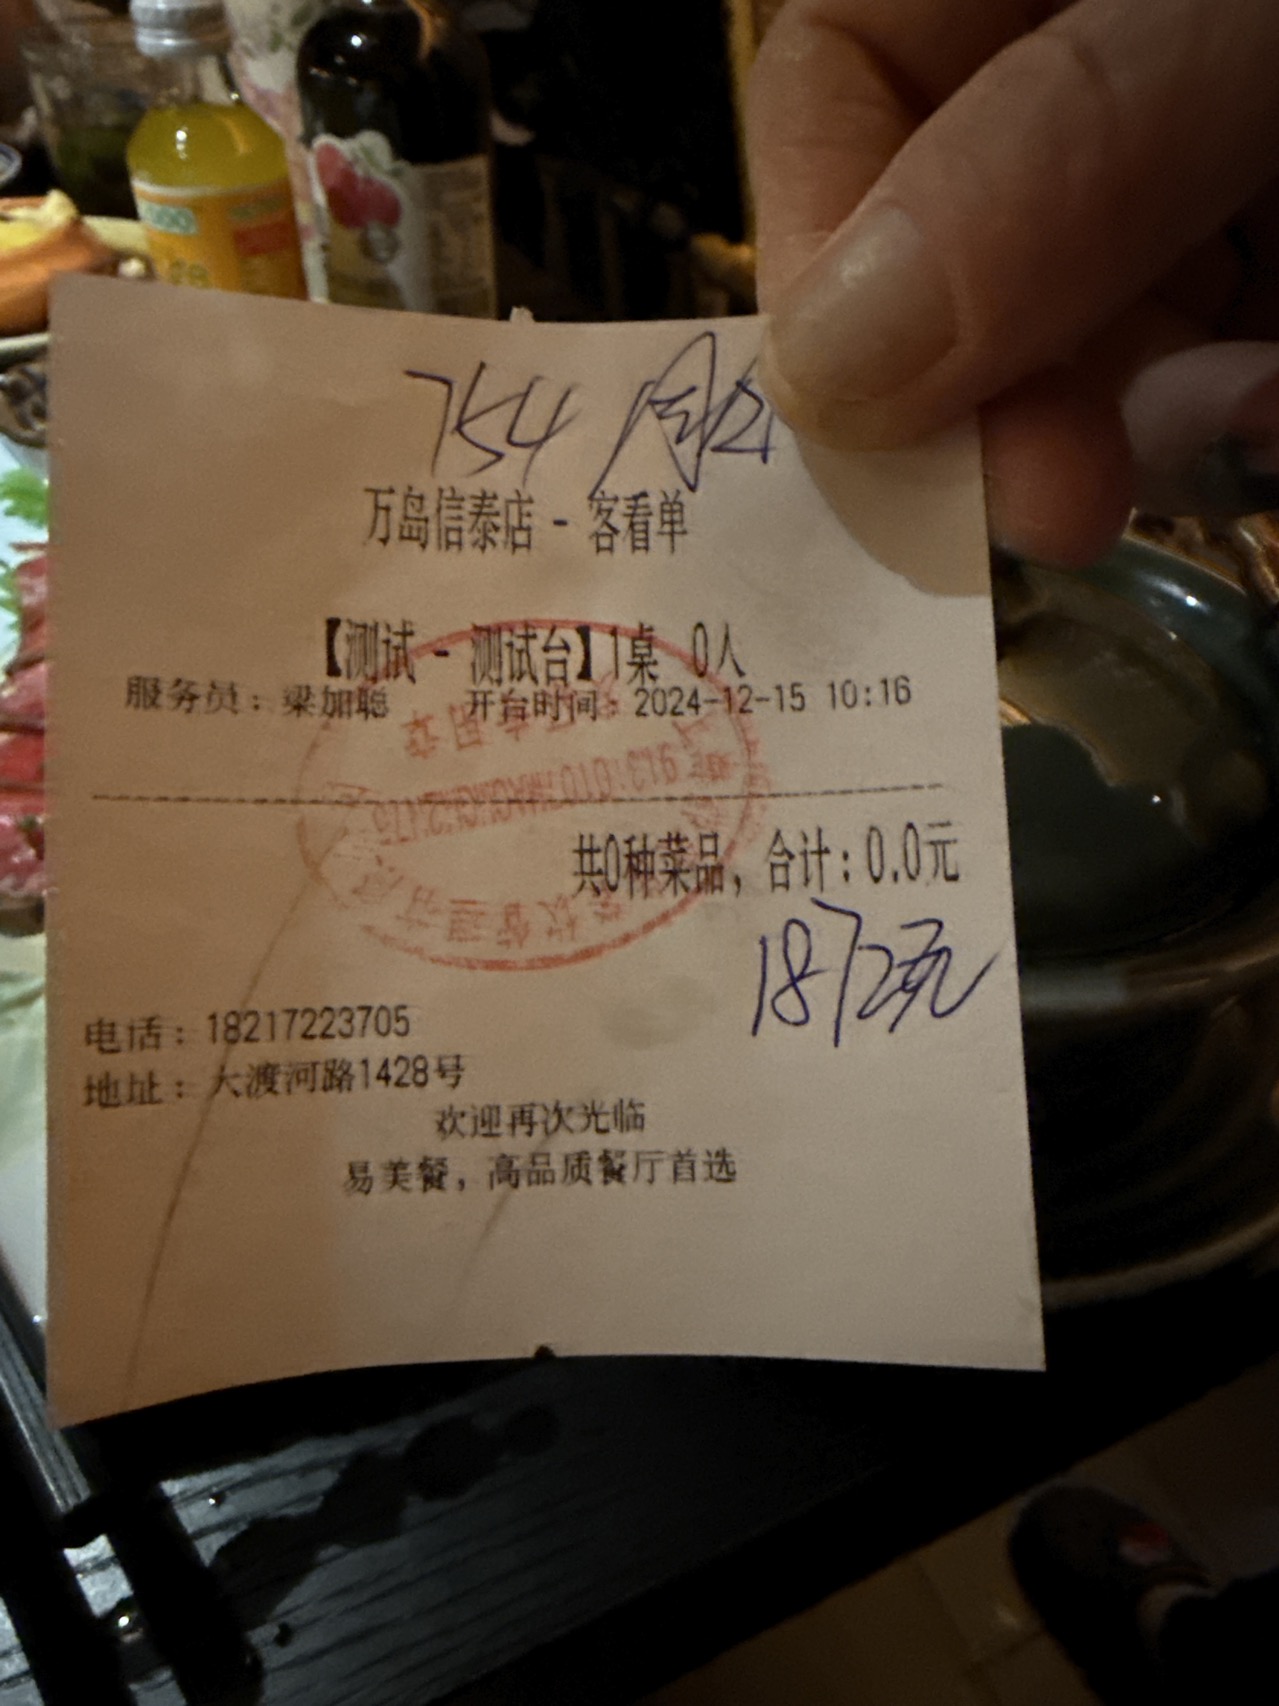 754
万岛信泰店 - 客看单
【测试 - 测试台】1桌 0人
服务员：梁加聪 开台时间：2024-12-15 10:16
共0种菜品，合计：0.0元
1872元
电话：18217223705
地址：大渡河路1428号
欢迎再次光临
易美餐，高品质餐厅首选